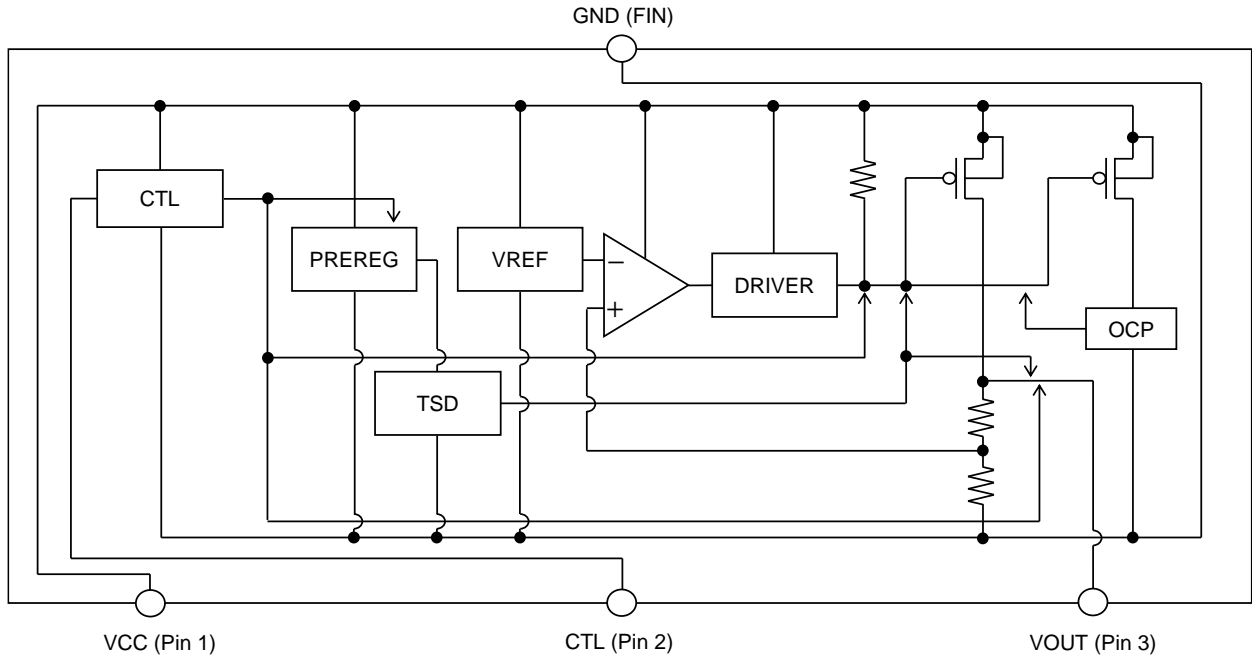 GND (FIN)
CTL
PREREG
VREF
−
+
DRIVER
OCP
TSD
VCC (Pin 1)
CTL (Pin 2)
VOUT (Pin 3)